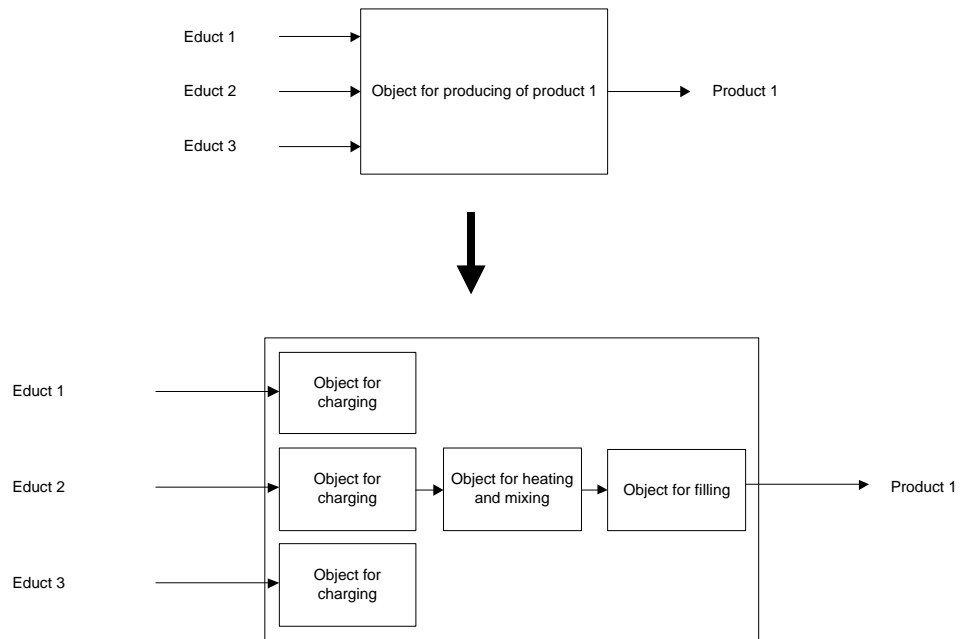 Educt 1
Educt 2
Educt 3
Object for producing of product 1
Product 1
Educt 1
Object for
charging
Educt 2
Object for
charging
Object for heating
and mixing
Object for filling
Product 1
Educt 3
Object for
charging